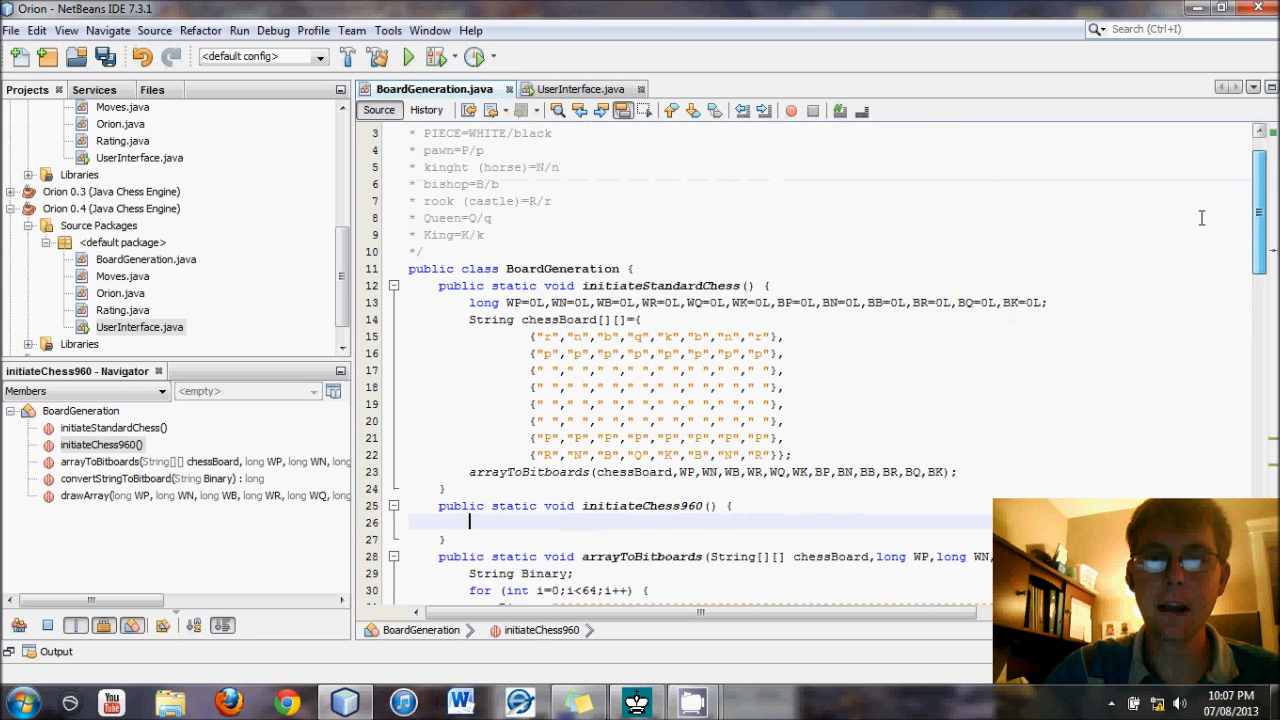 Orion - NetBeans IDE 7.3.1
File Edit View Navigate Source Refactor Run Debug Profile Team Tools Window Help
Search (Ctrl+I)
<default config>
Projects Services Files
BoardGeneration.java UserInterface.java
Source History
Moves.java
Orion.java
Rating.java
UserInterface.java
Libraries
Orion 0.3 (Java Chess Engine)
Orion 0.4 (Java Chess Engine)
Source Packages
<default package>
BoardGeneration.java
Moves.java
Orion.java
Rating.java
UserInterface.java
Libraries
initiateChess960 - Navigator
Members <empty>
BoardGeneration
initiateStandardChess()
initiateChess960()
arrayToBitboards(String[][] chessBoard, long WP, long WN,
convertStringToBitboard(String Binary) : long
drawArray(long WP, long WN, long WB, long WR, long WQ,
Output
3 * PIECE=WHITE/black
4 * pawn=P/p
5 * kinght (horse)=N/n
6 * bishop=B/b
7 * rook (castle)=R/r
8 * Queen=Q/q
9 * King=K/k
10 */
11 public class BoardGeneration {
12 public static void initiateStandardChess() {
13 long WP=0L,WN=0L,WB=0L,WR=0L,WQ=0L,WK=0L,BP=0L,BN=0L,BB=0L,BR=0L,BQ=0L,BK=0L;
14 String chessBoard[][]={
15 {"r","n","b","q","k","b","n","r"},
16 {"p","p","p","p","p","p","p","p"},
17 {" "," "," "," "," "," "," "," "},
18 {" "," "," "," "," "," "," "," "},
19 {" "," "," "," "," "," "," "," "},
20 {" "," "," "," "," "," "," "," "},
21 {"P","P","P","P","P","P","P","P"},
22 {"R","N","B","Q","K","B","N","R"}};
23 arrayToBitboards(chessBoard,WP,WN,WB,WR,WQ,WK,BP,BN,BB,BR,BQ,BK);
24 }
25 public static void initiateChess960() {
26
27 }
28 public static void arrayToBitboards(String[][] chessBoard,long WP,long WN,
29 String Binary;
30 for (int i=0;i<64;i++) {
BoardGeneration initiateChess960
You Tube
W
10:07 PM
07/08/2013